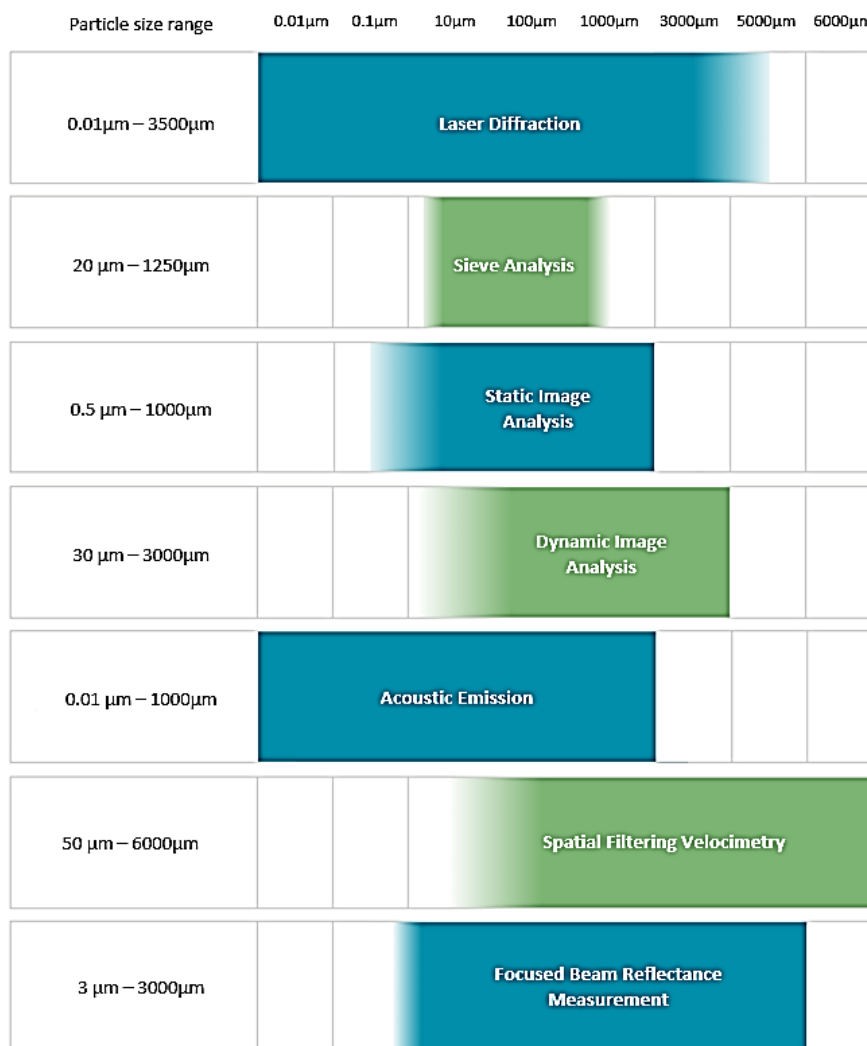 Particle size range 0.01µm 0.1µm 10µm 100µm 1000µm 3000µm 5000µm 6000µm
0.01µm – 3500µm
Laser Diffraction
20 µm – 1250µm
Sieve Analysis
0.5 µm – 1000µm
Static Image
Analysis
30 µm – 3000µm
Dynamic Image
Analysis
0.01 µm – 1000µm
Acoustic Emission
50 µm – 6000µm
Spatial Filtering Velocimetry
3 µm – 3000µm
Focused Beam Reflectance
Measurement